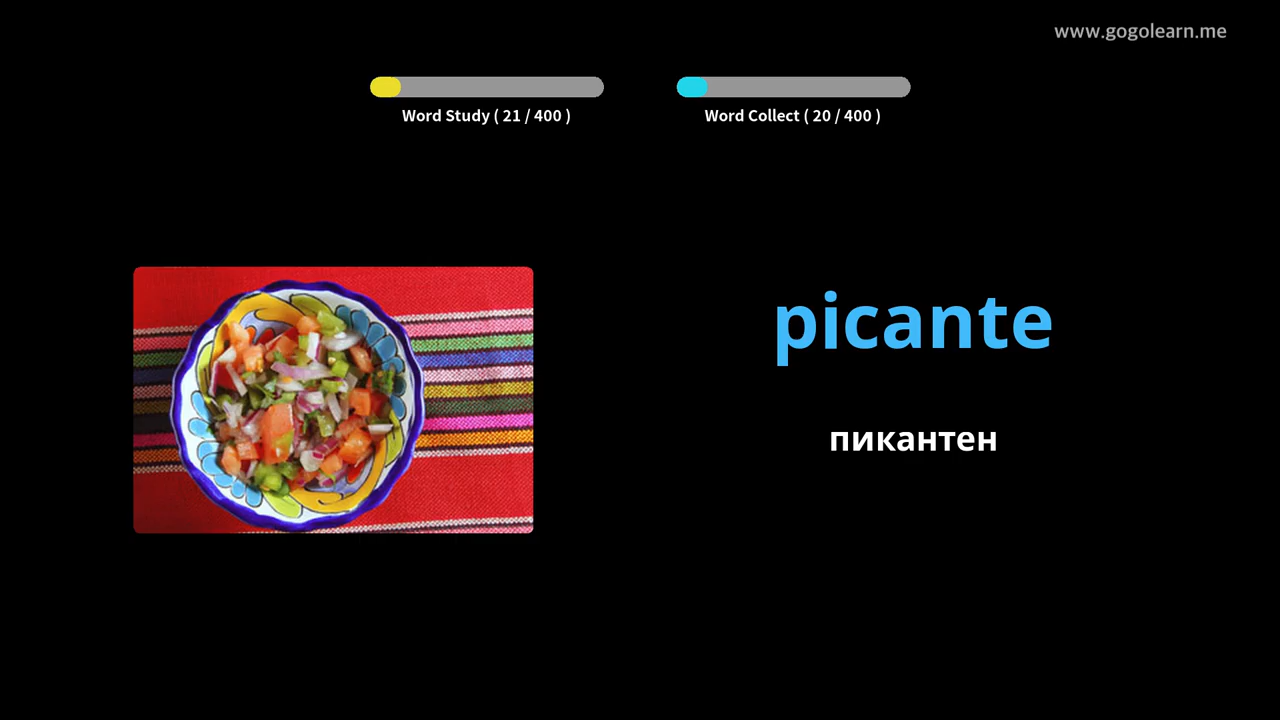 www.gogolearn.me
Word Study ( 21 / 400 )
Word Collect ( 20 / 400 )
picante
пикантен